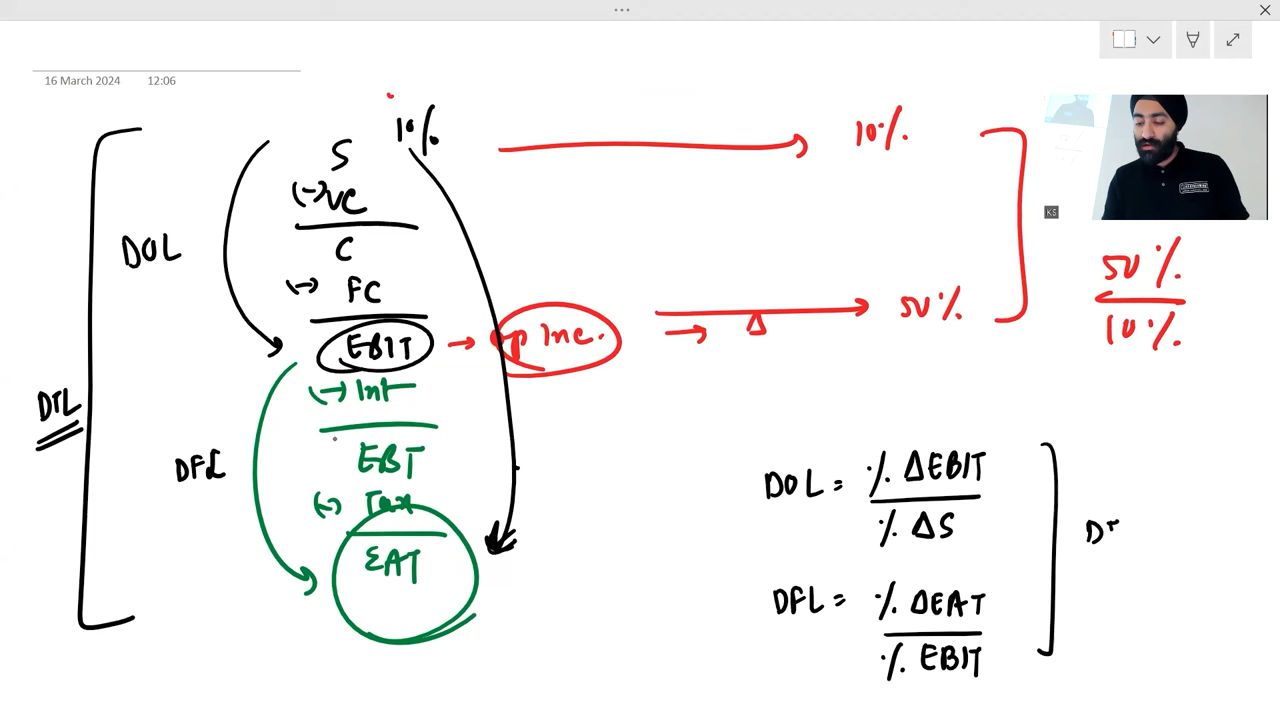 16 March 2024 12:06
10%
S
(-) VC
C
(-) FC
EBIT → op Inc.
(-) Int
EBT
(-) Tax
EAT
DOL
DFL
DTL
10%
Δ 50%
50%
10%
KS
DOL = % ΔEBIT
% ΔS
DFL = % ΔEAT
% EBIT